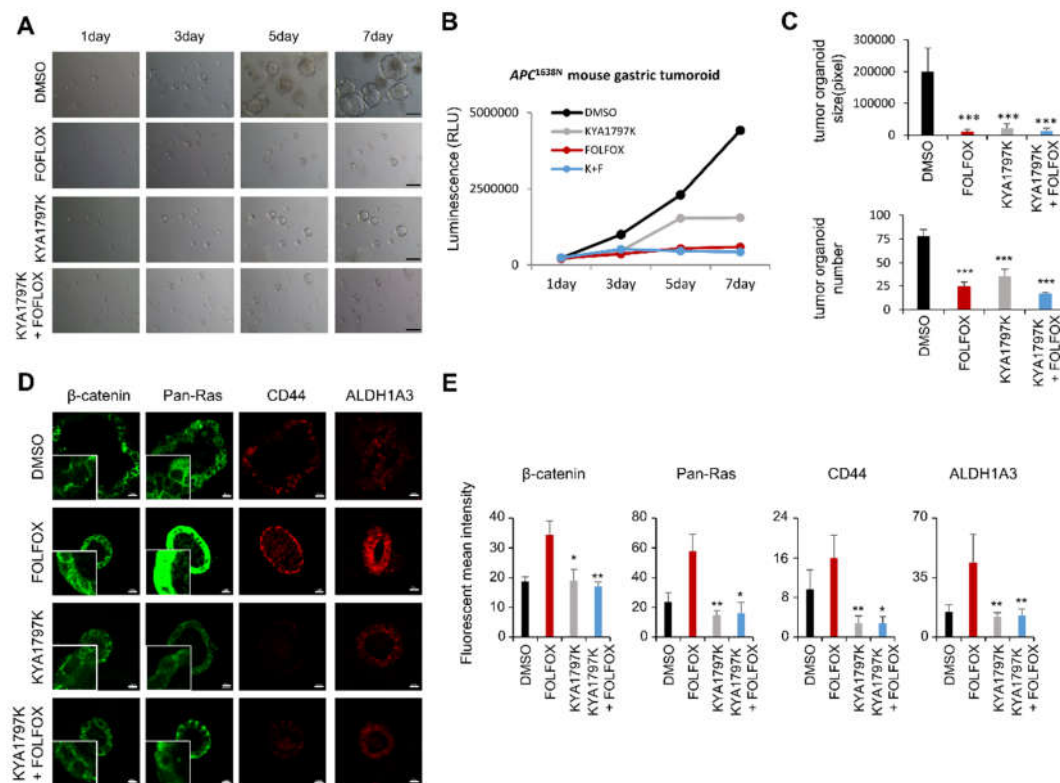 A
1day 3day 5day 7day
DMSO
FOFLOX
KYA1797K
KYA1797K
+ FOFLOX
B
APC1638N mouse gastric tumoroid
Luminescence (RLU)
5000000
2500000
0
DMSO
KYA1797K
FOLFOX
K+F
1day 3day 5day 7day
C
tumor organoid
size(pixel)
300000
200000
100000
0
*** *** ***
DMSO
FOLFOX
KYA1797K
KYA1797K
+ FOLFOX
tumor organoid
number
100
75
50
25
0
*** *** ***
DMSO
FOLFOX
KYA1797K
KYA1797K
+ FOLFOX
D
β-catenin Pan-Ras CD44 ALDH1A3
DMSO
FOLFOX
KYA1797K
KYA1797K
+ FOLFOX
E
Fluorescent mean intensity
β-catenin
40
30
20
10
0
* **
DMSO
FOLFOX
KYA1797K
KYA1797K
+ FOLFOX
Pan-Ras
80
60
40
20
0
** *
DMSO
FOLFOX
KYA1797K
KYA1797K
+ FOLFOX
CD44
24
16
8
0
** *
DMSO
FOLFOX
KYA1797K
KYA1797K
+ FOLFOX
ALDH1A3
70
35
0
** **
DMSO
FOLFOX
KYA1797K
KYA1797K
+ FOLFOX